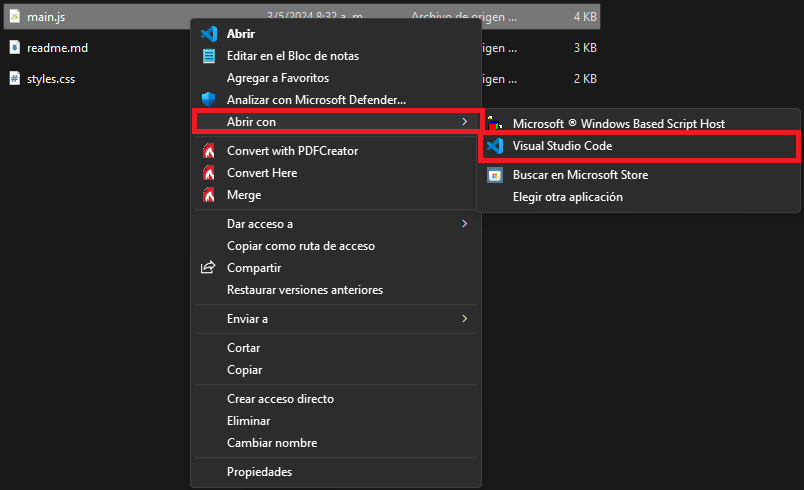 main.js 3/5/2024 8:32 a. m. Archivo de origen ... 4 KB
readme.md igen ... 3 KB
styles.css igen ... 2 KB
Abrir
Editar en el Bloc de notas
Agregar a Favoritos
Analizar con Microsoft Defender...
Abrir con
Convert with PDFCreator
Convert Here
Merge
Dar acceso a
Copiar como ruta de acceso
Compartir
Restaurar versiones anteriores
Enviar a
Cortar
Copiar
Crear acceso directo
Eliminar
Cambiar nombre
Propiedades
Microsoft ® Windows Based Script Host
Visual Studio Code
Buscar en Microsoft Store
Elegir otra aplicación